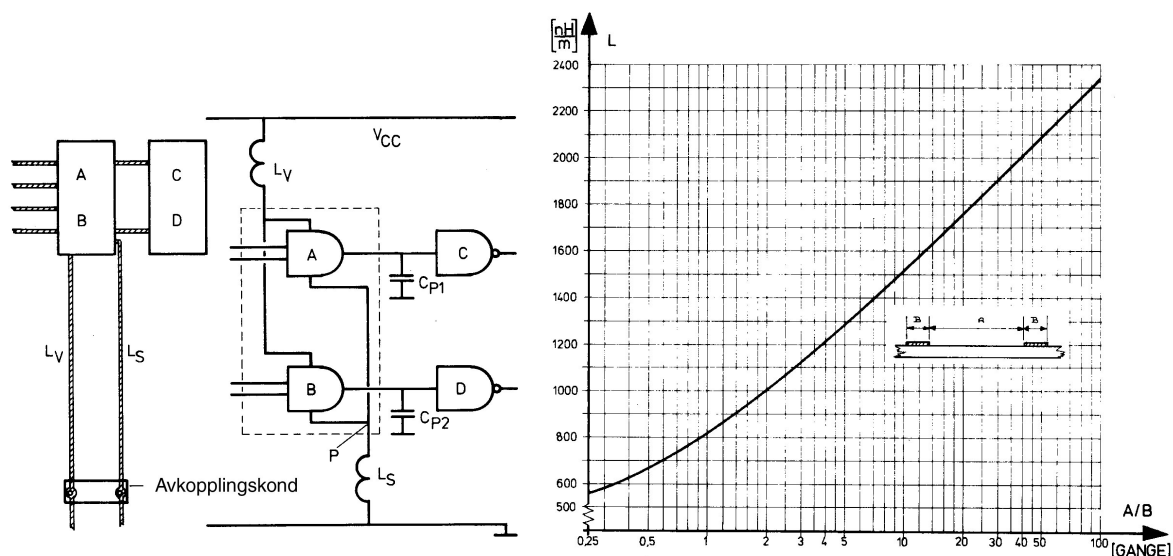 A
B
C
D
L_V
L_S
Avkopplingskond
V_CC
L_V
A
C
C_P1
B
D
C_P2
P
L_S
[nH/m]
L
2400
2200
2000
1800
1600
1400
1200
1000
800
600
500
B A B
0,25 0,5 1 2 3 4 5 10 20 30 40 50 100
A/B
[GANGE]